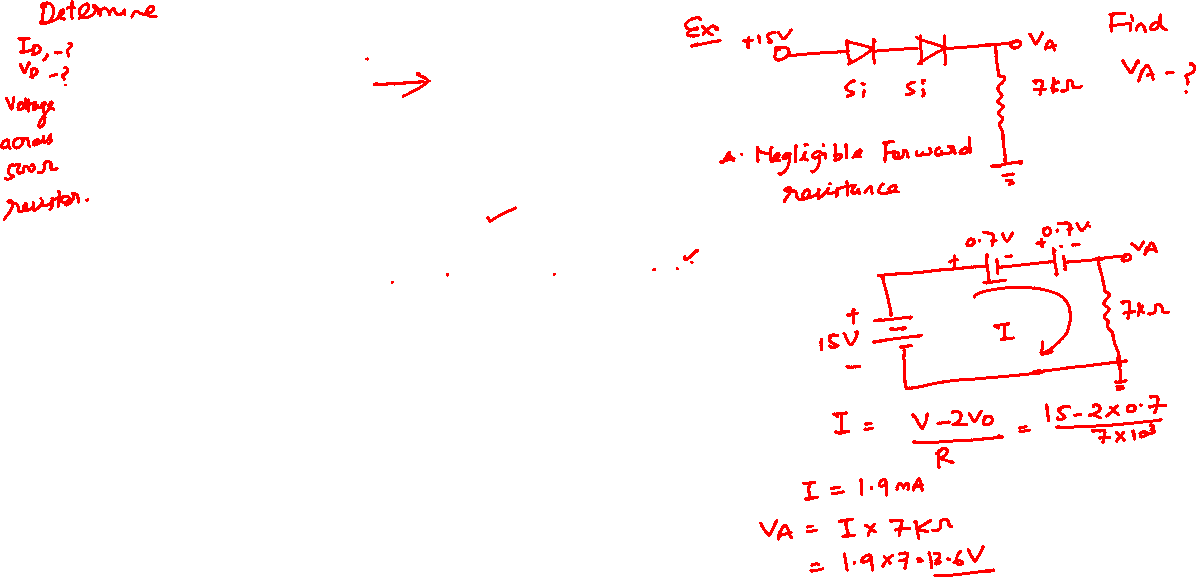 Determine
ID, -?
VD -?
Voltage
across
500Ω
resistor.
Ex
+15V
VA
Find
VA - ?
Si Si
7kΩ
A. Negligible Forward
resistance
0.7V
0.7V
+ - + -
VA
+
15V
-
I
7kΩ
I = V - 2VD / R = 15 - 2×0.7 / 7×10³
I = 1.9 mA
VA = I × 7KΩ
= 1.9×7 = 13.6V